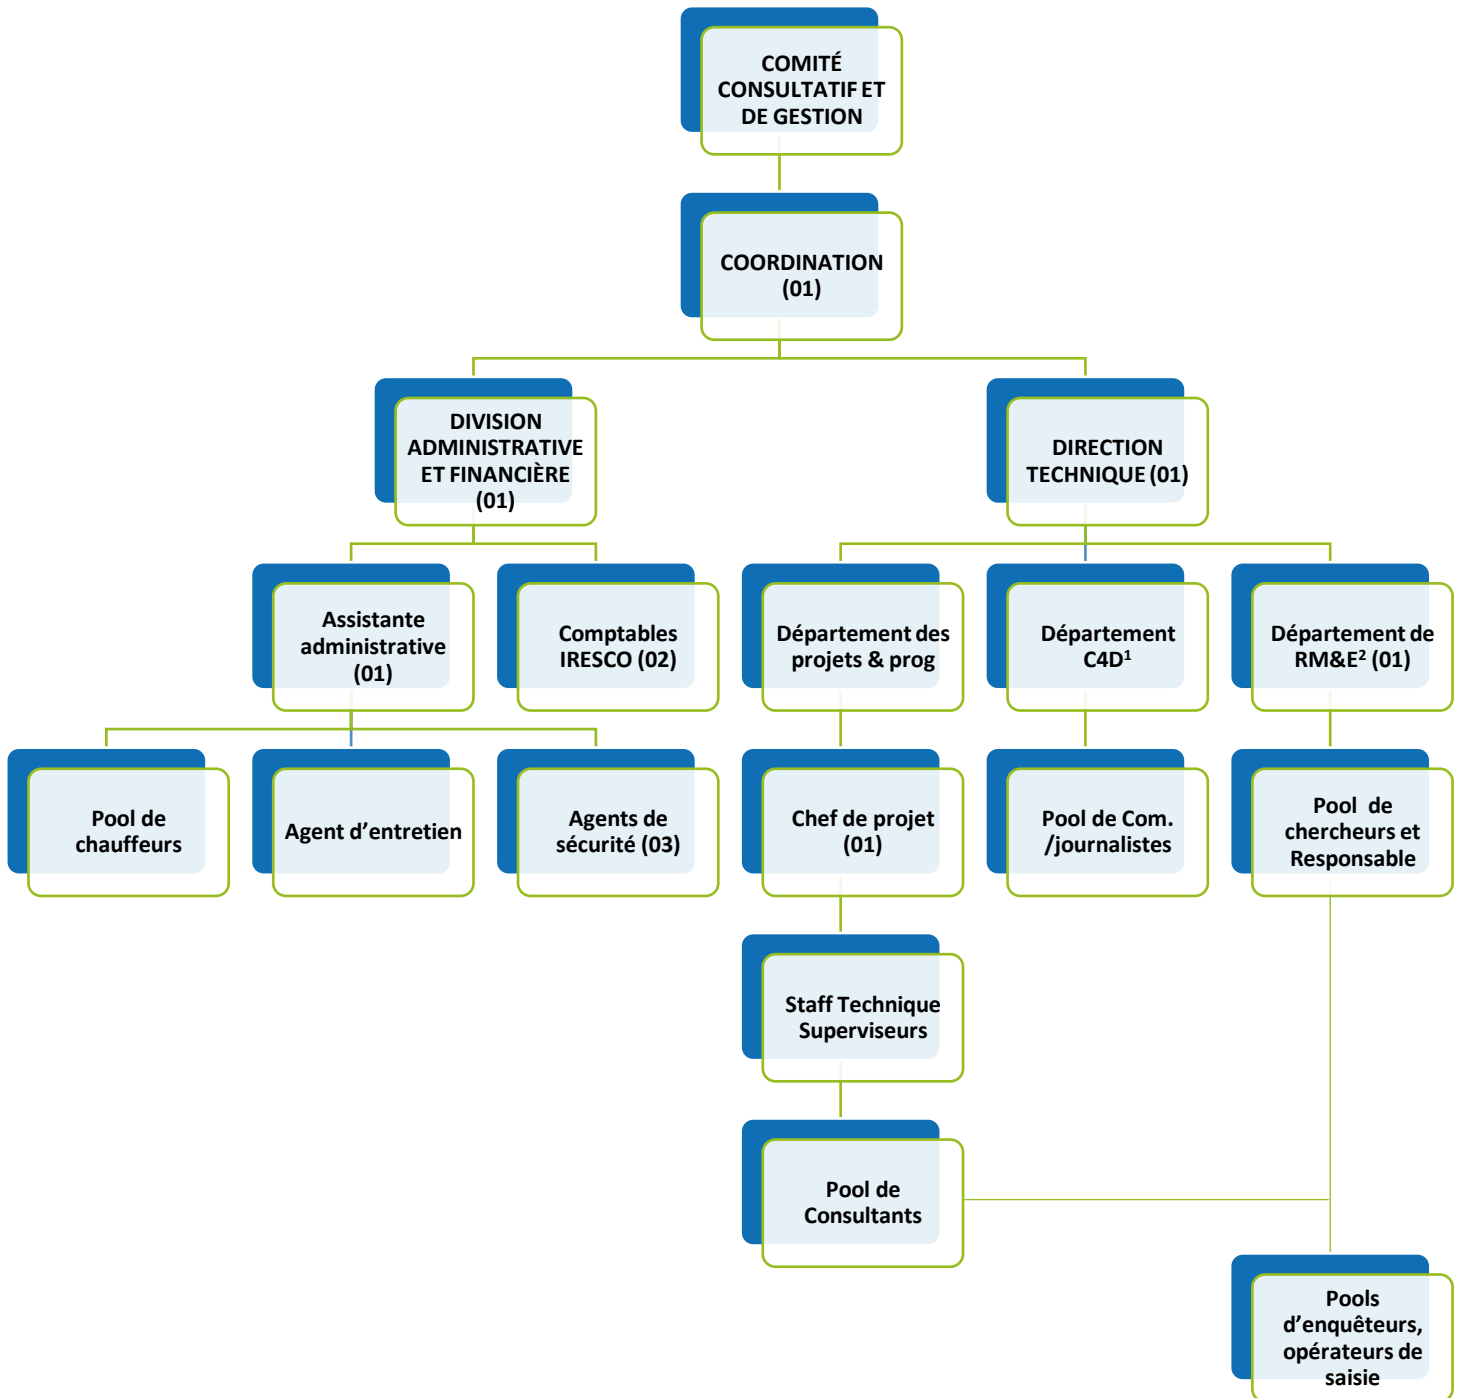 COMITÉ
CONSULTATIF ET
DE GESTION
COORDINATION
(01)
DIVISION
ADMINISTRATIVE
ET FINANCIÈRE
(01)
DIRECTION
TECHNIQUE (01)
Assistante
administrative
(01)
Comptables
IRESCO (02)
Département des
projets & prog
Département
C4D¹
Département de
RM&E² (01)
Pool de
chauffeurs
Agent d’entretien
Agents de
sécurité (03)
Chef de projet
(01)
Pool de Com.
/journalistes
Pool de
chercheurs et
Responsable
Staff Technique
Superviseurs
Pool de
Consultants
Pools
d’enquêteurs,
opérateurs de
saisie